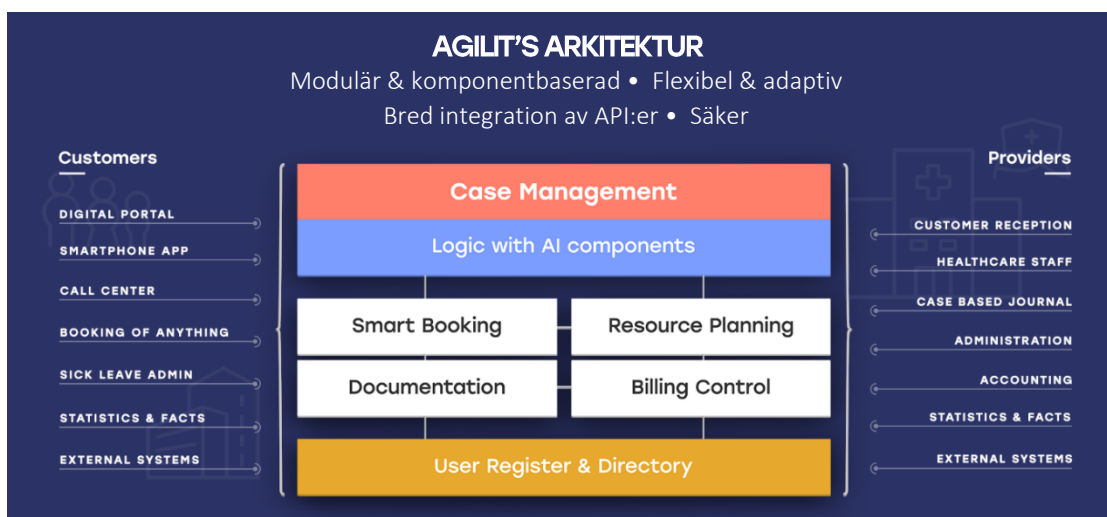 AGILIT'S ARKITEKTUR
Modulär & komponentbaserad • Flexibel & adaptiv
Bred integration av API:er • Säker
Customers
DIGITAL PORTAL
SMARTPHONE APP
CALL CENTER
BOOKING OF ANYTHING
SICK LEAVE ADMIN
STATISTICS & FACTS
EXTERNAL SYSTEMS
Case Management
Logic with AI components
Smart Booking
Resource Planning
Documentation
Billing Control
User Register & Directory
Providers
CUSTOMER RECEPTION
HEALTHCARE STAFF
CASE BASED JOURNAL
ADMINISTRATION
ACCOUNTING
STATISTICS & FACTS
EXTERNAL SYSTEMS